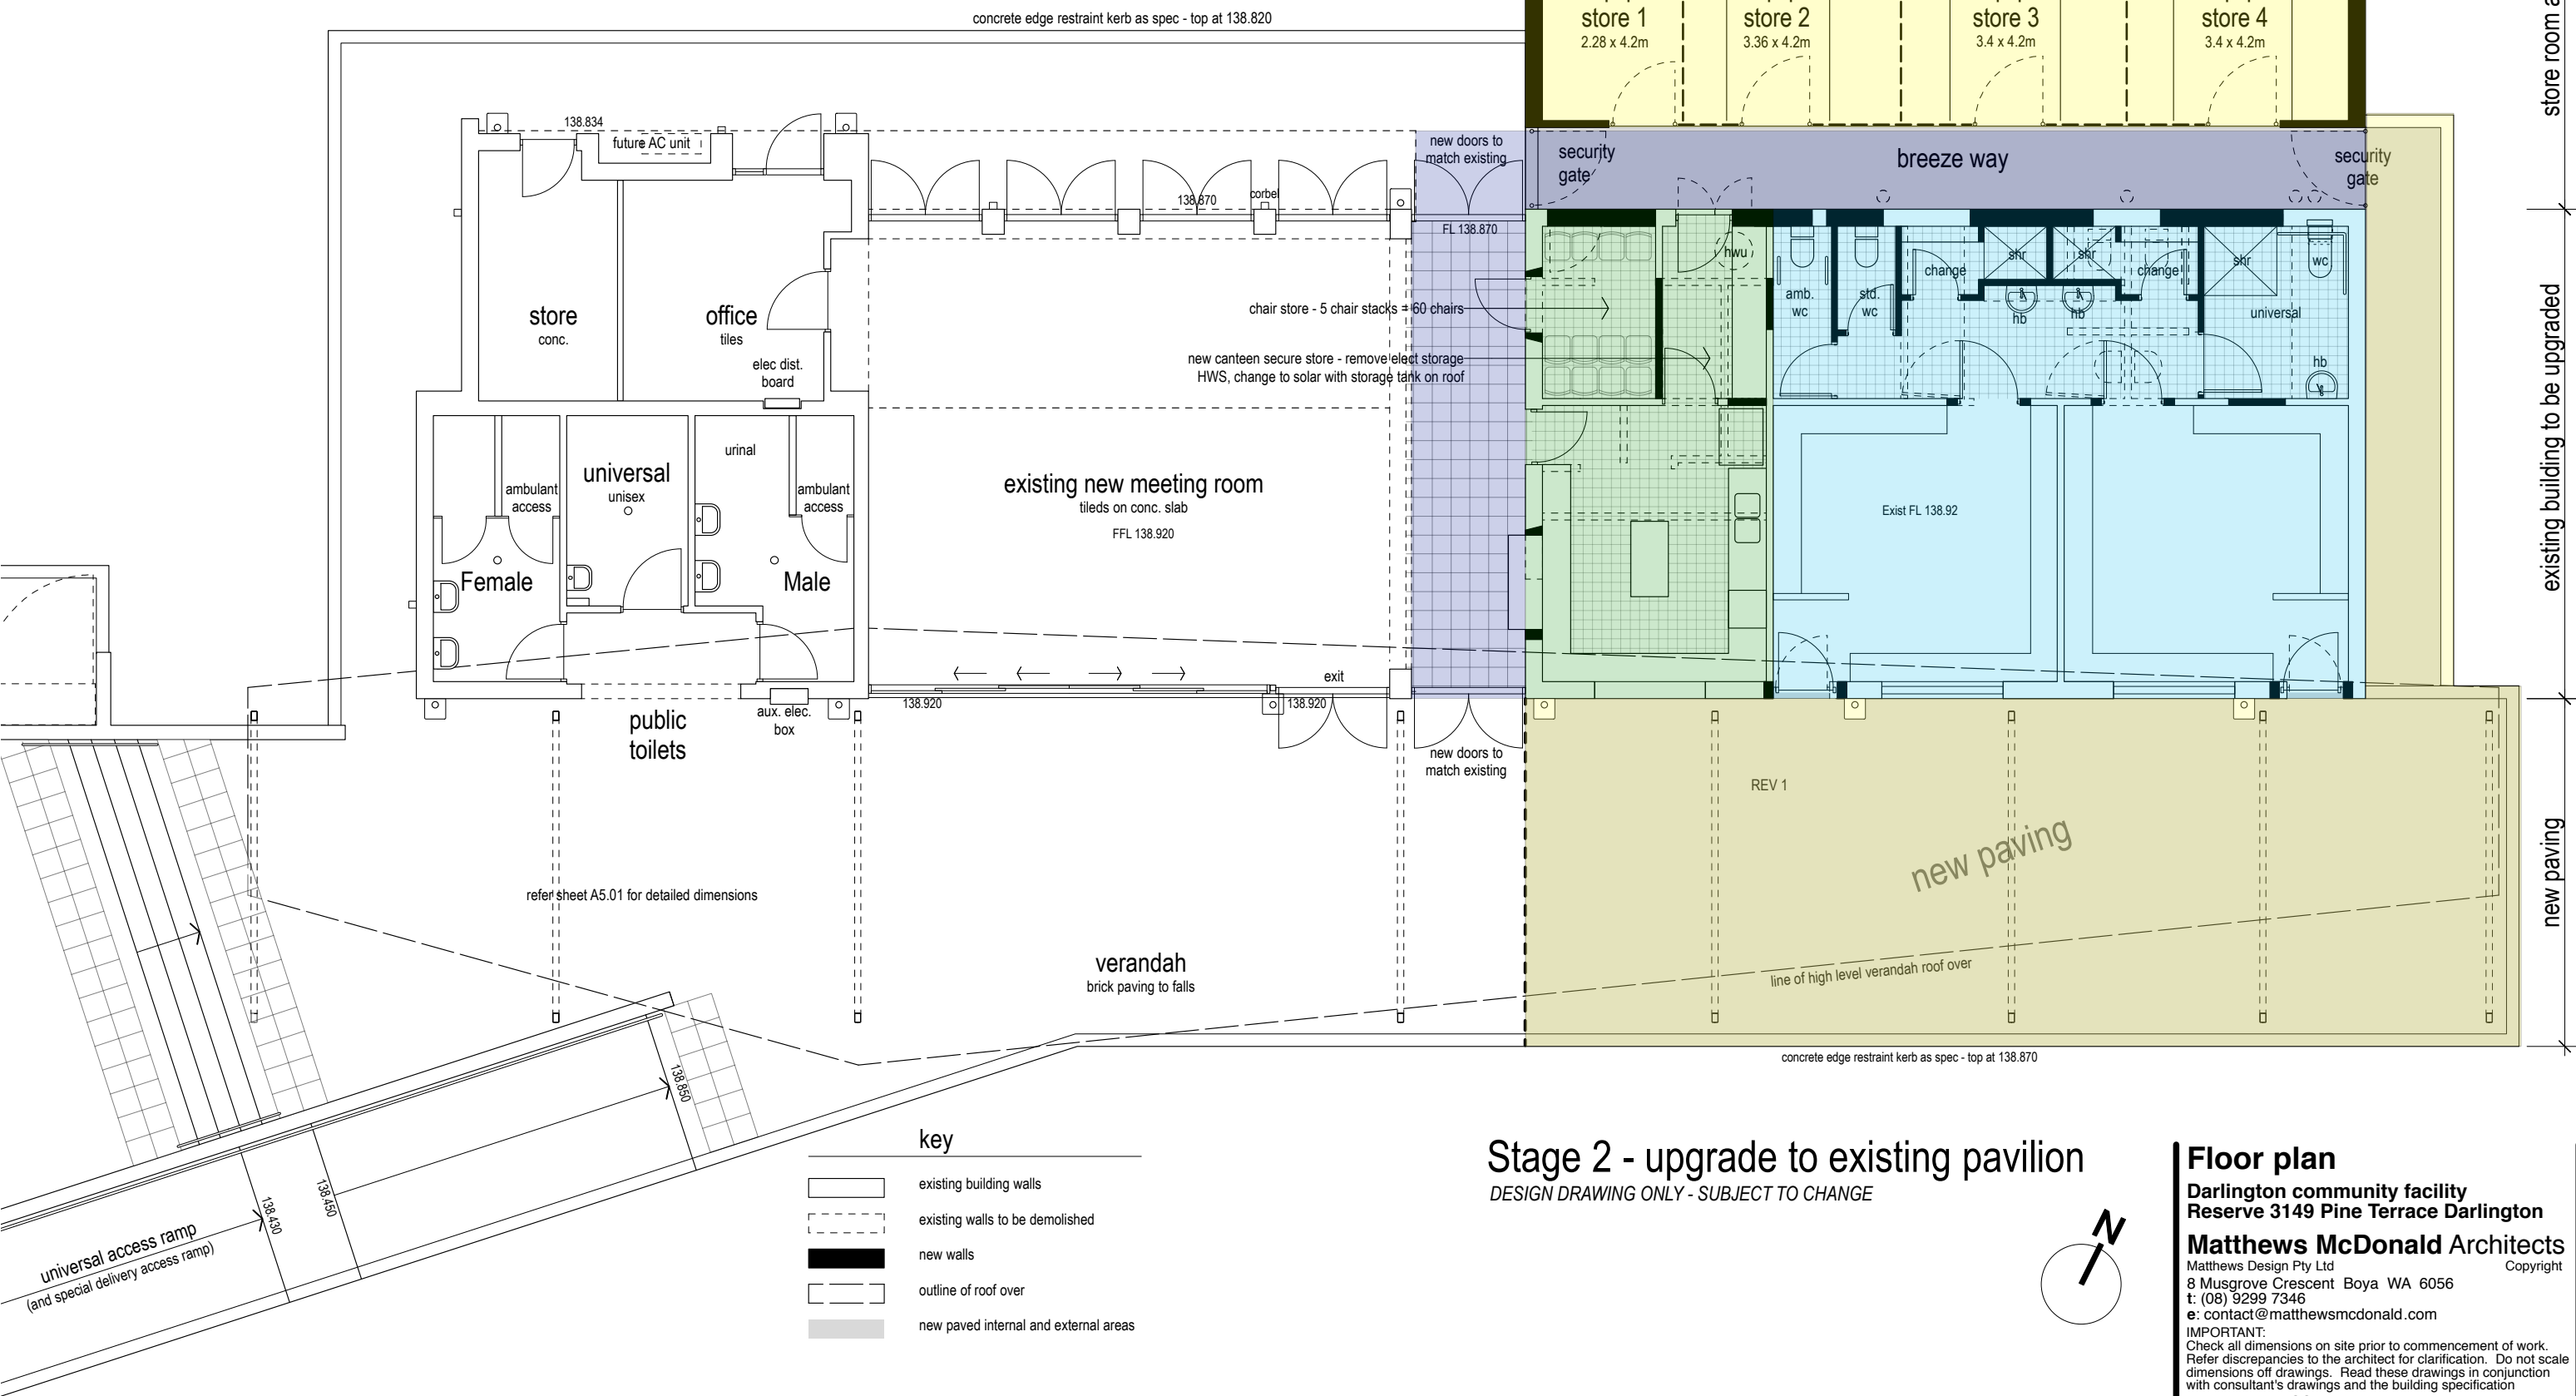 concrete edge restraint kerb as spec - top at 138.820
store 1
2.28 x 4.2m
store 2
3.36 x 4.2m
store 3
3.4 x 4.2m
store 4
3.4 x 4.2m
138.834
future AC unit
new doors to
match existing
security
gate
breeze way
security
gate
138.870
corbel
FL 138.870
hwu
amb.
wc
std.
wc
change
shr
shr
change
shr
wc
hb
hb
universal
hb
store
conc.
office
tiles
elec dist.
board
chair store - 5 chair stacks = 60 chairs
new canteen secure store - remove elect storage
HWS, change to solar with storage tank on roof
existing building to be upgraded
ambulant
access
universal
unisex
urinal
ambulant
access
Female
Male
existing new meeting room
tileds on conc. slab
FFL 138.920
Exist FL 138.92
exit
138.920
138.920
public
toilets
aux. elec.
box
new doors to
match existing
REV 1
new paving
new paving
refer sheet A5.01 for detailed dimensions
verandah
brick paving to falls
line of high level verandah roof over
concrete edge restraint kerb as spec - top at 138.870
138.850
138.450
138.430
universal access ramp
(and special delivery access ramp)
key
existing building walls
existing walls to be demolished
new walls
outline of roof over
new paved internal and external areas
Stage 2 - upgrade to existing pavilion
DESIGN DRAWING ONLY - SUBJECT TO CHANGE
N
Floor plan
Darlington community facility
Reserve 3149 Pine Terrace Darlington
Matthews McDonald Architects
Matthews Design Pty Ltd Copyright
8 Musgrove Crescent Boya WA 6056
t: (08) 9299 7346
e: contact@matthewsmcdonald.com
IMPORTANT:
Check all dimensions on site prior to commencement of work.
Refer discrepancies to the architect for clarification. Do not scale
dimensions off drawings. Read these drawings in conjunction
with consultant's drawings and the building specification
store room